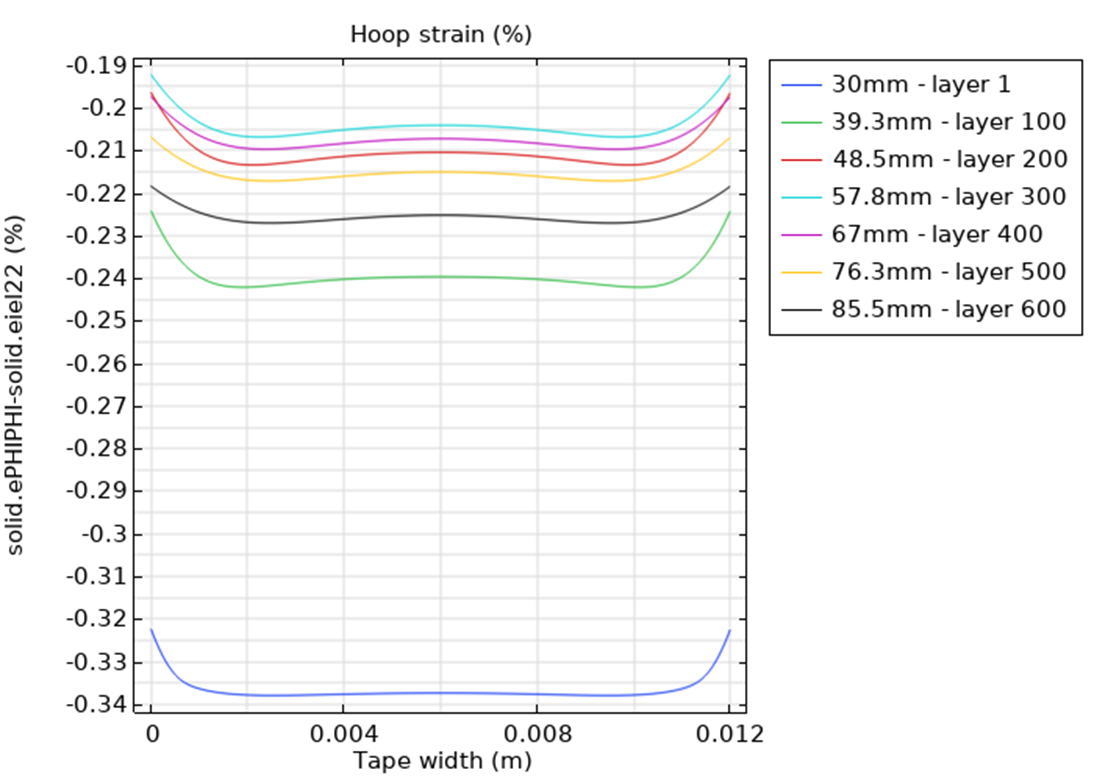 Hoop strain (%)
solid.ePHIPHI-solid.eiel22 (%)
-0.19
-0.2
-0.21
-0.22
-0.23
-0.24
-0.25
-0.26
-0.27
-0.28
-0.29
-0.3
-0.31
-0.32
-0.33
-0.34
0
0.004
0.008
0.012
Tape width (m)
30mm - layer 1
39.3mm - layer 100
48.5mm - layer 200
57.8mm - layer 300
67mm - layer 400
76.3mm - layer 500
85.5mm - layer 600